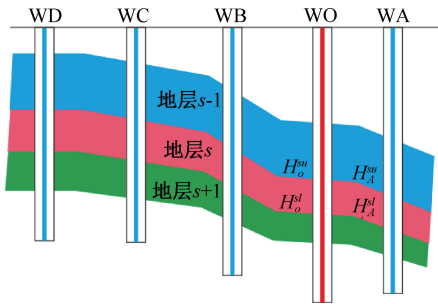 WD WC WB WO WA
地层s-1
地层s
地层s+1
H_o^{su} H_A^{su}
H_o^{sl} H_A^{sl}